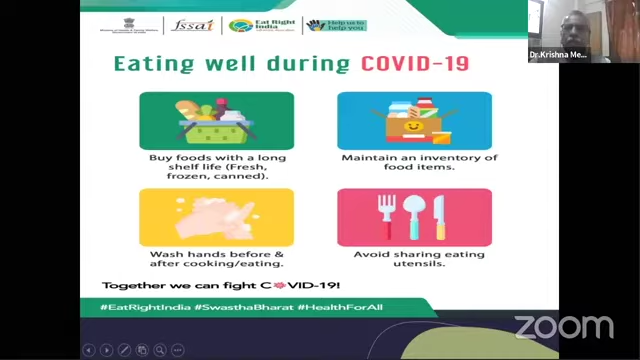 fssai
Eat Right
India
Help us to
help you
Dr.Krishna Me...
Eating well during COVID-19
Buy foods with a long
shelf life (Fresh,
frozen, canned).
Maintain an inventory of
food items.
Wash hands before &
after cooking/eating.
Avoid sharing eating
utensils.
Together we can fight COVID-19!
#EatRightIndia #SwasthaBharat #HealthForAll
zoom